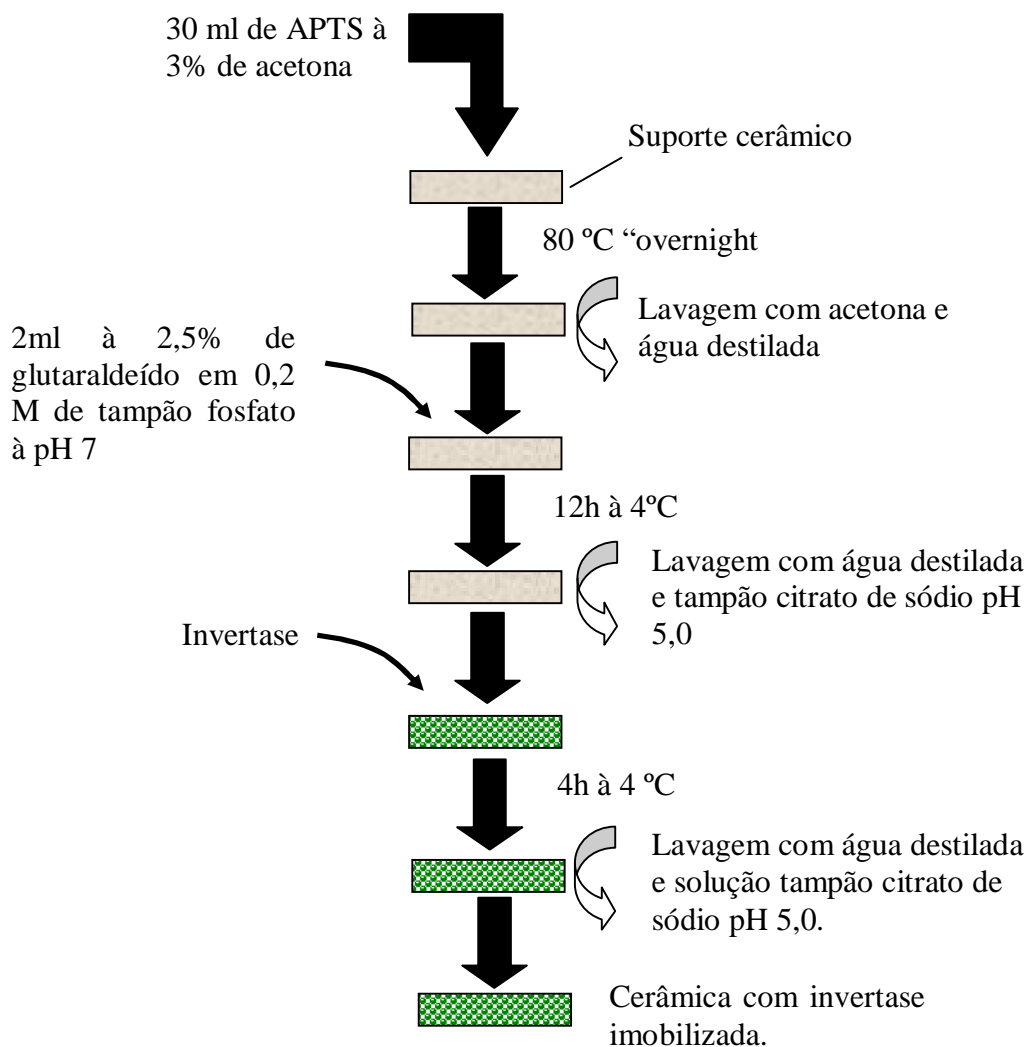 30 ml de APTS à
3% de acetona
Suporte cerâmico
80 ºC “overnight
Lavagem com acetona e
água destilada
2ml à 2,5% de
glutaraldeído em 0,2
M de tampão fosfato
à pH 7
12h à 4ºC
Lavagem com água destilada
e tampão citrato de sódio pH
5,0
Invertase
4h à 4 ºC
Lavagem com água destilada
e solução tampão citrato de
sódio pH 5,0.
Cerâmica com invertase
imobilizada.